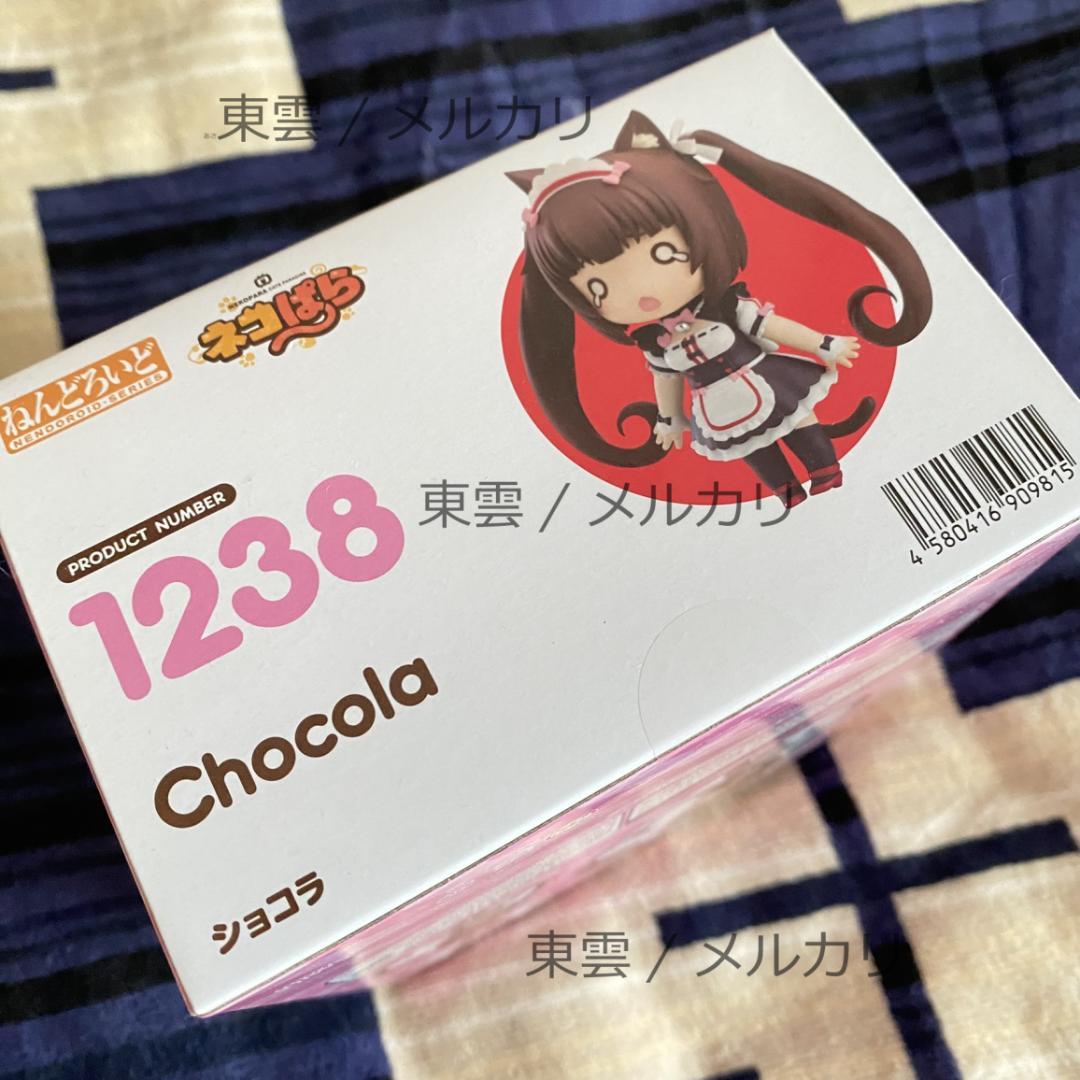 東雲 / メルカリ
NEKOPARA CATS PARADISE
ネコぱら
ねんどろいど
NENDOROID·SERIES
PRODUCT NUMBER
1238
東雲 / メルカリ
4 580416 909815
Chocola
ショコラ
東雲 / メルカリ